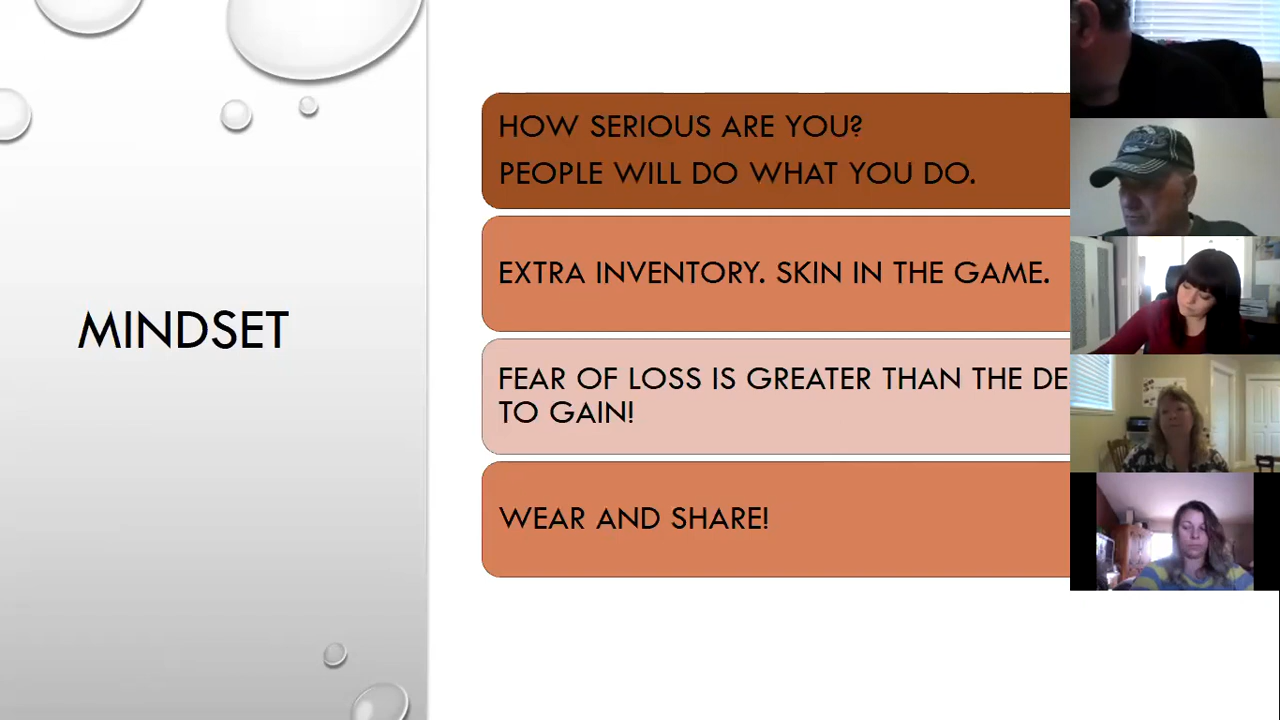 MINDSET
HOW SERIOUS ARE YOU?
PEOPLE WILL DO WHAT YOU DO.
EXTRA INVENTORY. SKIN IN THE GAME.
FEAR OF LOSS IS GREATER THAN THE
TO GAIN!
WEAR AND SHARE!